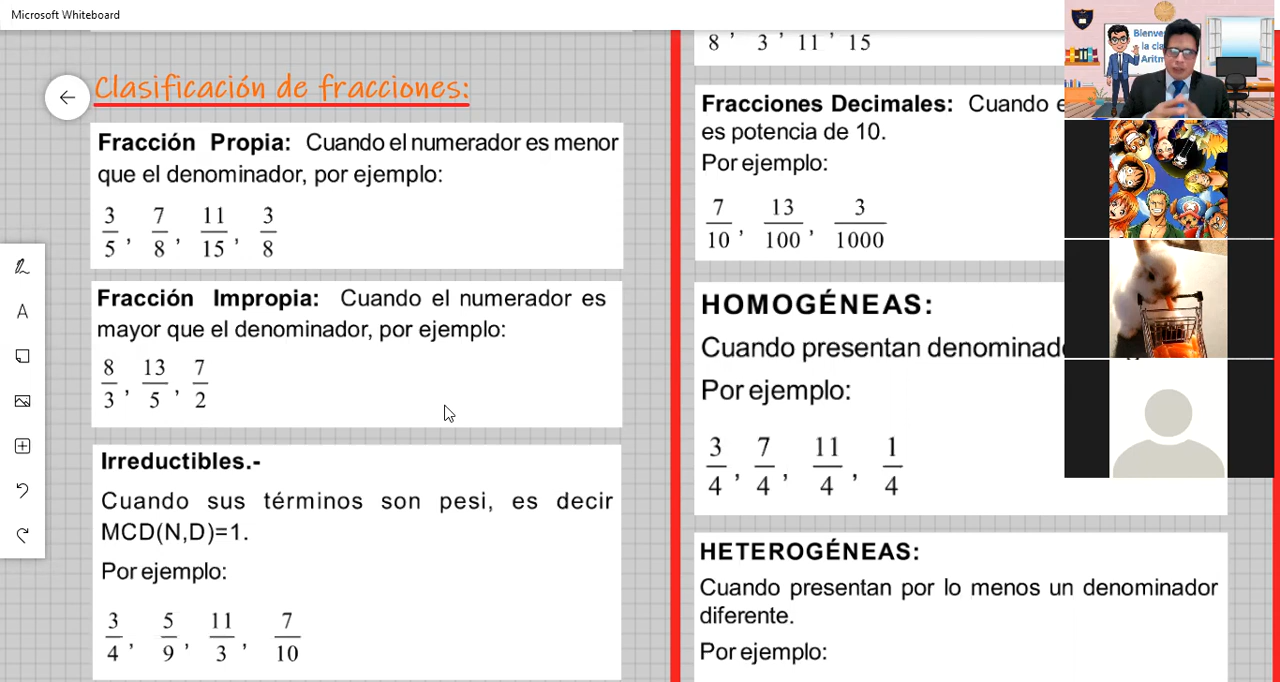 Microsoft Whiteboard
Clasificación de fracciones:
Fracción Propia: Cuando el numerador es menor
que el denominador, por ejemplo:
3/5, 7/8, 11/15, 3/8
Fracción Impropia: Cuando el numerador es
mayor que el denominador, por ejemplo:
8/3, 13/5, 7/2
Irreductibles.-
Cuando sus términos son pesi, es decir
MCD(N,D)=1.
Por ejemplo:
3/4, 5/9, 11/3, 7/10
8, 3, 11, 15
Fracciones Decimales: Cuando
es potencia de 10.
Por ejemplo:
7/10, 13/100, 3/1000
HOMOGÉNEAS:
Cuando presentan
Por ejemplo:
3/4, 7/4, 11/4, 1/4
HETEROGÉNEAS:
Cuando presentan por lo menos un denominador
diferente.
Por ejemplo:
la